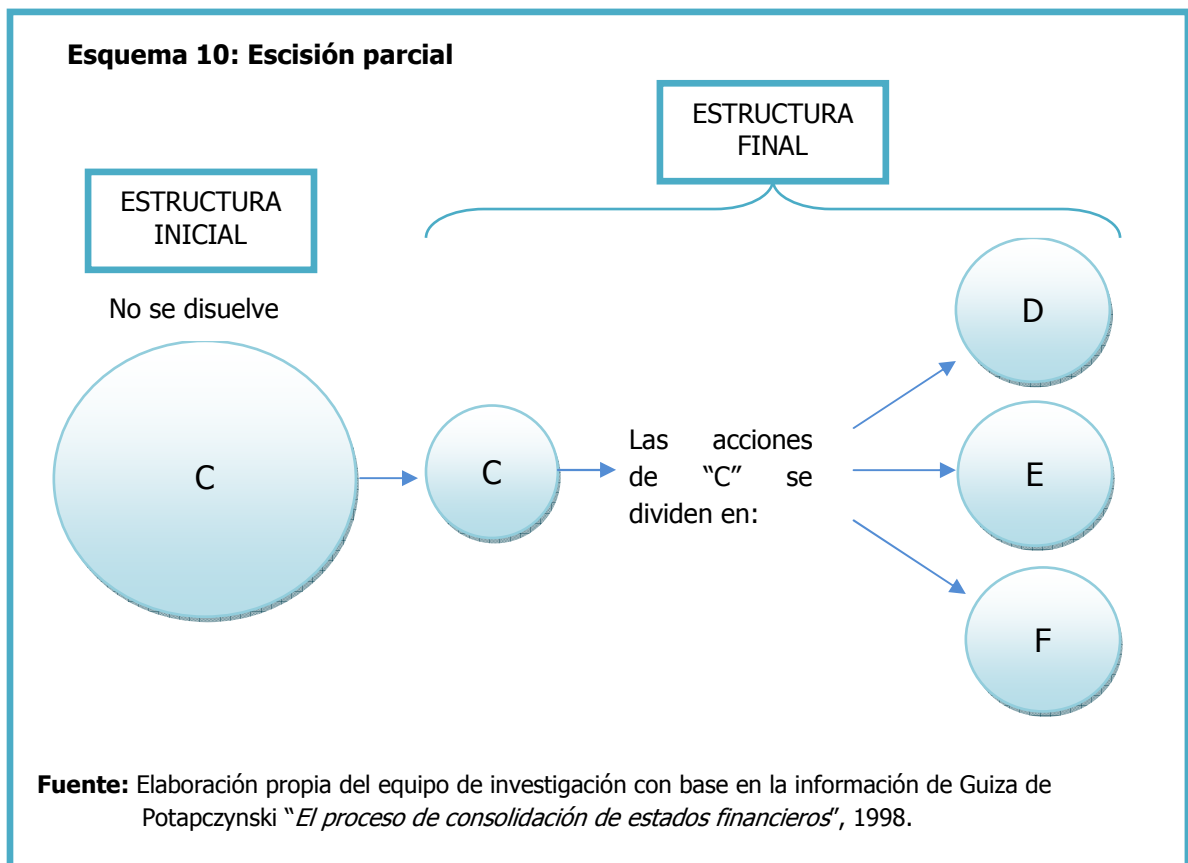 Esquema 10: Escisión parcial
ESTRUCTURA
FINAL
ESTRUCTURA
INICIAL
No se disuelve
C
C
Las acciones
de “C” se
dividen en:
D
E
F
Fuente: Elaboración propia del equipo de investigación con base en la información de Guiza de
Potapczynski “El proceso de consolidación de estados financieros”, 1998.